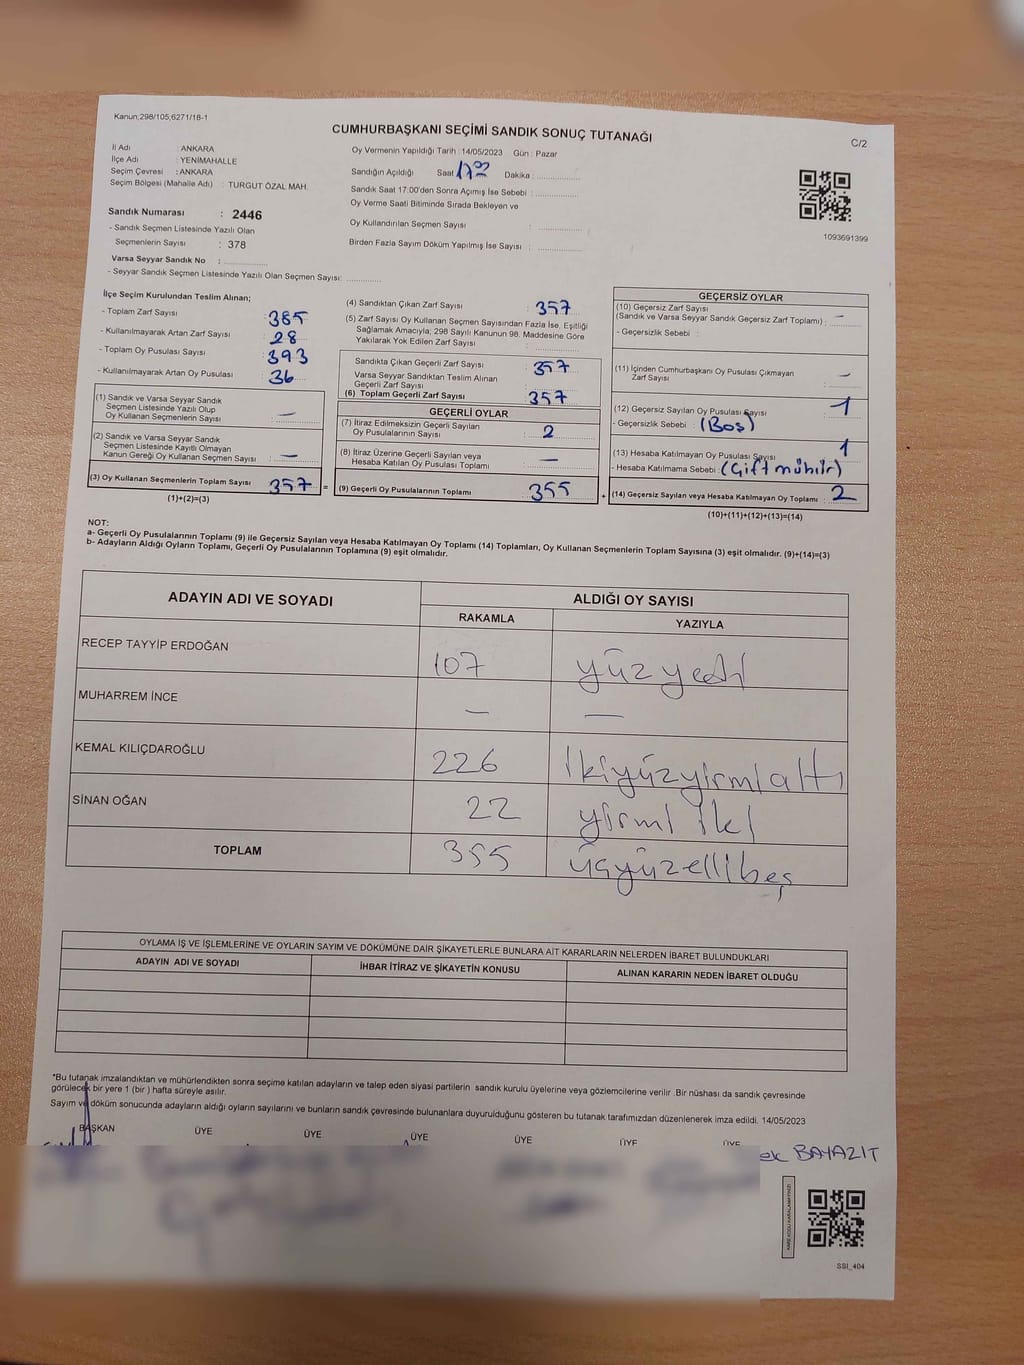 Kanun;298/105,6271/18-1
CUMHURBAŞKANI SEÇİMİ SANDIK SONUÇ TUTANAĞI
C/2
İl Adı : ANKARA
İlçe Adı : YENİMAHALLE
Seçim Çevresi : ANKARA
Seçim Bölgesi (Mahalle Adı) : TURGUT ÖZAL MAH.
Sandık Numarası : 2446
- Sandık Seçmen Listesinde Yazılı Olan
Seçmenlerin Sayısı : 378
Varsa Seyyar Sandık No :
- Seyyar Sandık Seçmen Listesinde Yazılı Olan Seçmen Sayısı:
Oy Vermenin Yapıldığı Tarih : 14/05/2023 Gün : Pazar
Sandığın Açıldığı Saat 17 00 Dakika :
Sandık Saat 17:00'den Sonra Açımış İse Sebebi :
Oy Verme Saati Bitiminde Sırada Bekleyen ve
Oy Kullandırılan Seçmen Sayısı :
Birden Fazla Sayım Döküm Yapılmış İse Sayısı :
1093691399
İlçe Seçim Kurulundan Teslim Alınan;
- Toplam Zarf Sayısı : 385
- Kullanılmayarak Artan Zarf Sayısı : 28
- Toplam Oy Pusulası Sayısı : 393
- Kullanılmayarak Artan Oy Pusulası : 36
(1) Sandık ve Varsa Seyyar Sandık
Seçmen Listesinde Yazılı Olup
Oy Kullanan Seçmenlerin Sayısı : —
(2) Sandık ve Varsa Seyyar Sandık
Seçmen Listesinde Kayıtlı Olmayan
Kanun Gereği Oy Kullanan Seçmen Sayısı : —
(3) Oy Kullanan Seçmenlerin Toplam Sayısı : 357 =
(1)+(2)=(3)
(4) Sandıktan Çıkan Zarf Sayısı : 357
(5) Zarf Sayısı Oy Kullanan Seçmen Sayısından Fazla İse, Eşitliği
Sağlamak Amacıyla; 298 Sayılı Kanunun 98. Maddesine Göre
Yakılarak Yok Edilen Zarf Sayısı :
Sandıkta Çıkan Geçerli Zarf Sayısı : 357
Varsa Seyyar Sandıktan Teslim Alınan
Geçerli Zarf Sayısı :
(6) Toplam Geçerli Zarf Sayısı : 357
GEÇERLİ OYLAR
(7) İtiraz Edilmeksizin Geçerli Sayılan
Oy Pusulalarının Sayısı : 2
(8) İtiraz Üzerine Geçerli Sayılan veya
Hesaba Katılan Oy Pusulası Toplamı : —
(9) Geçerli Oy Pusulalarının Toplamı : 355 +
GEÇERSİZ OYLAR
(10) Geçersiz Zarf Sayısı
(Sandık ve Varsa Seyyar Sandık Geçersiz Zarf Toplamı) : —
- Geçersizlik Sebebi :
(11) İçinden Cumhurbaşkanı Oy Pusulası Çıkmayan
Zarf Sayısı : —
(12) Geçersiz Sayılan Oy Pusulası Sayısı 1
- Geçersizlik Sebebi : (Boş)
(13) Hesaba Katılmayan Oy Pusulası Sayısı 1
- Hesaba Katılmama Sebebi : (Çift mühür)
(14) Geçersiz Sayılan veya Hesaba Katılmayan Oy Toplamı : 2
(10)+(11)+(12)+(13)=(14)
NOT:
a- Geçerli Oy Pusulalarının Toplamı (9) ile Geçersiz Sayılan veya Hesaba Katılmayan Oy Toplamı (14) Toplamları, Oy Kullanan Seçmenlerin Toplam Sayısına (3) eşit olmalıdır. (9)+(14)=(3)
b- Adayların Aldığı Oyların Toplamı, Geçerli Oy Pusulalarının Toplamına (9) eşit olmalıdır.
ADAYIN ADI VE SOYADI
ALDIĞI OY SAYISI
RAKAMLA YAZIYLA
RECEP TAYYİP ERDOĞAN 107 yüz yedi
MUHARREM İNCE — —
KEMAL KILIÇDAROĞLU 226 ikiyüzyirmialtı
SİNAN OĞAN 22 yirmi iki
TOPLAM 355 üçyüzellibeş
OYLAMA İŞ VE İŞLEMLERİNE VE OYLARIN SAYIM VE DÖKÜMÜNE DAİR ŞİKAYETLERLE BUNLARA AİT KARARLARIN NELERDEN İBARET BULUNDUKLARI
ADAYIN ADI VE SOYADI İHBAR İTİRAZ VE ŞİKAYETİN KONUSU ALINAN KARARIN NEDEN İBARET OLDUĞU
*Bu tutanak imzalandıktan ve mühürlendikten sonra seçime katılan adayların ve talep eden siyasi partilerin sandık kurulu üyelerine veya gözlemcilerine verilir .Bir nüshası da sandık çevresinde
görülecek bir yere 1 (bir ) hafta süreyle asılır.
Sayım ve döküm sonucunda adayların aldığı oyların sayılarını ve bunların sandık çevresinde bulunanlara duyurulduğunu gösteren bu tutanak tarafımızdan düzenlenerek imza edildi. 14/05/2023
BAŞKAN ÜYE ÜYE ÜYE ÜYE ÜYE ÜYE
BAYAZIT
KARE KODU KARALAMAYINIZ!
SSI_404